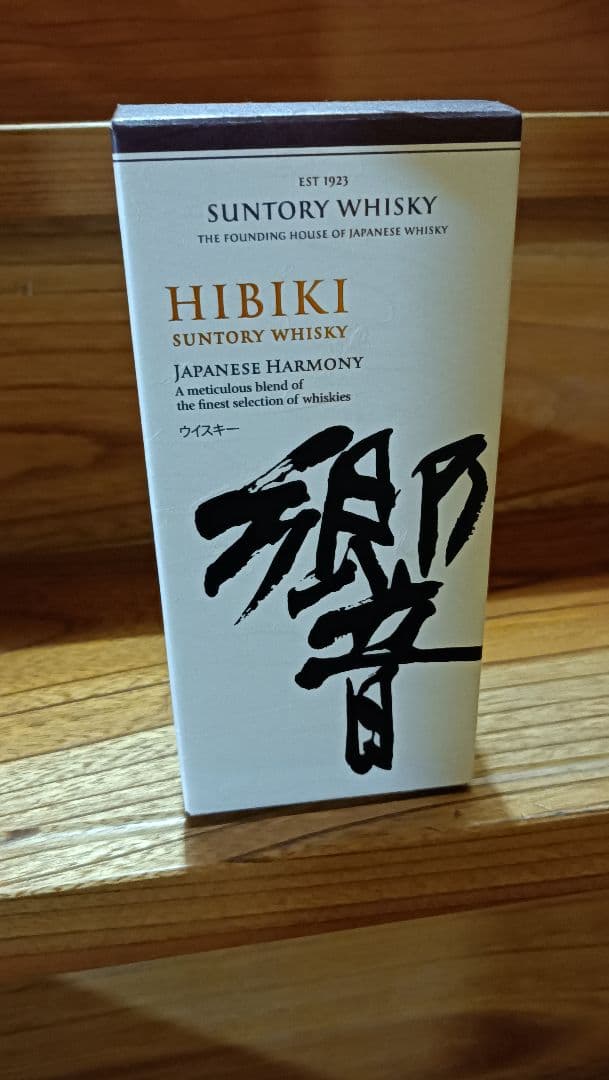 EST 1923
SUNTORY WHISKY
THE FOUNDING HOUSE OF JAPANESE WHISKY
HIBIKI
SUNTORY WHISKY
JAPANESE HARMONY
A meticulous blend of
the finest selection of whiskies
ウイスキー
響